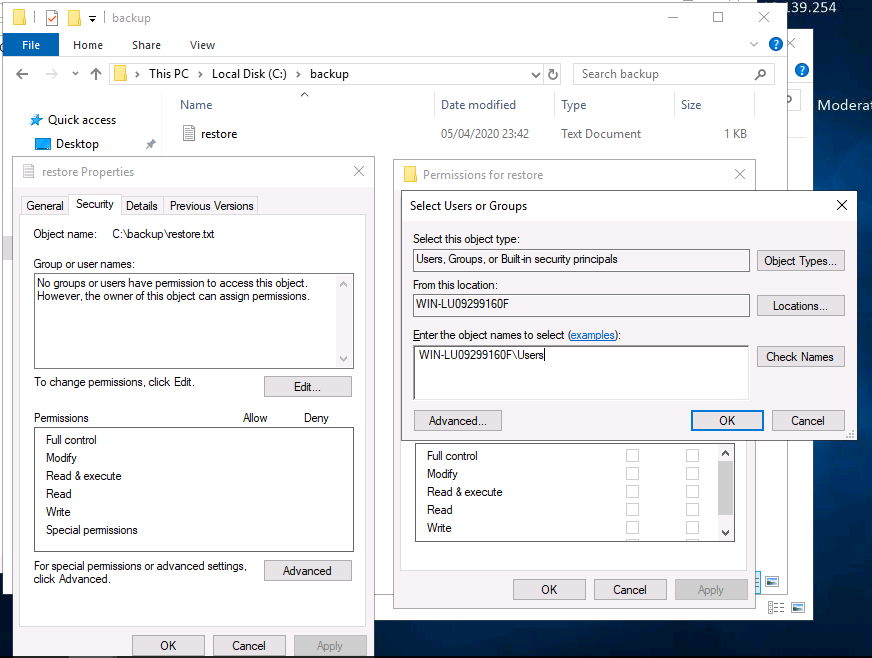 backup
139.254
File Home Share View
This PC Local Disk (C:) backup
Search backup
Name Date modified Type Size
Quick access
restore 05/04/2020 23:42 Text Document 1 KB
Desktop
Moderat
restore Properties
General Security Details Previous Versions
Object name: C:\backup\restore.txt
Group or user names:
No groups or users have permission to access this object.
However, the owner of this object can assign permissions.
To change permissions, click Edit.
Edit...
Permissions Allow Deny
Full control
Modify
Read & execute
Read
Write
Special permissions
For special permissions or advanced settings,
click Advanced.
Advanced
OK Cancel Apply
Permissions for restore
Select Users or Groups
Select this object type:
Users, Groups, or Built-in security principals
Object Types...
From this location:
WIN-LU09299160F
Locations...
Enter the object names to select (examples):
WIN-LU09299160F\Users
Check Names
Advanced...
OK Cancel
Full control
Modify
Read & execute
Read
Write
OK Cancel Apply